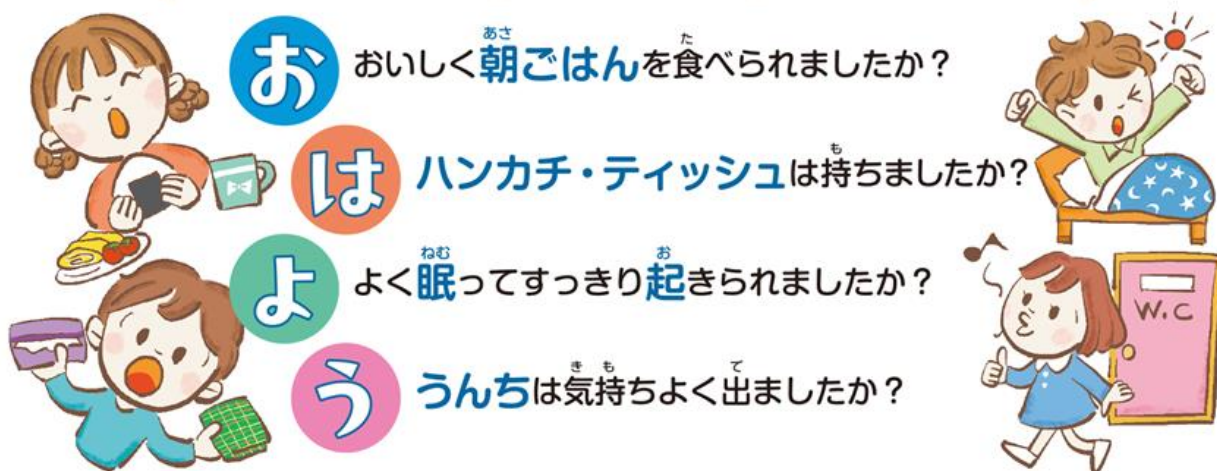 お おいしく朝ごはんを食べられましたか？
は ハンカチ・ティッシュは持ちましたか？
よ よく眠ってすっきり起きられましたか？
う うんちは気持ちよく出ましたか？
W.C